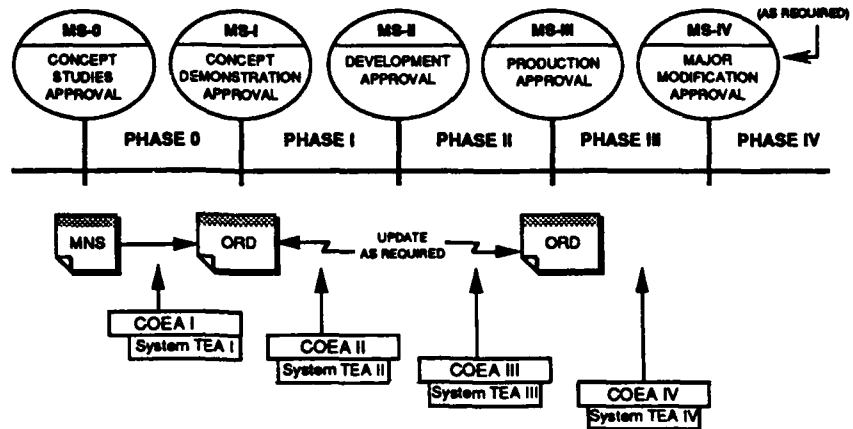 (AS REQUIRED)
MS-0
CONCEPT
STUDIES
APPROVAL
MS-I
CONCEPT
DEMONSTRATION
APPROVAL
MS-II
DEVELOPMENT
APPROVAL
MS-III
PRODUCTION
APPROVAL
MS-IV
MAJOR
MODIFICATION
APPROVAL
PHASE 0
PHASE I
PHASE II
PHASE III
PHASE IV
MNS
ORD
UPDATE
AS REQUIRED
ORD
COEA I
System TEA I
COEA II
System TEA II
COEA III
System TEA III
COEA IV
System TEA IV